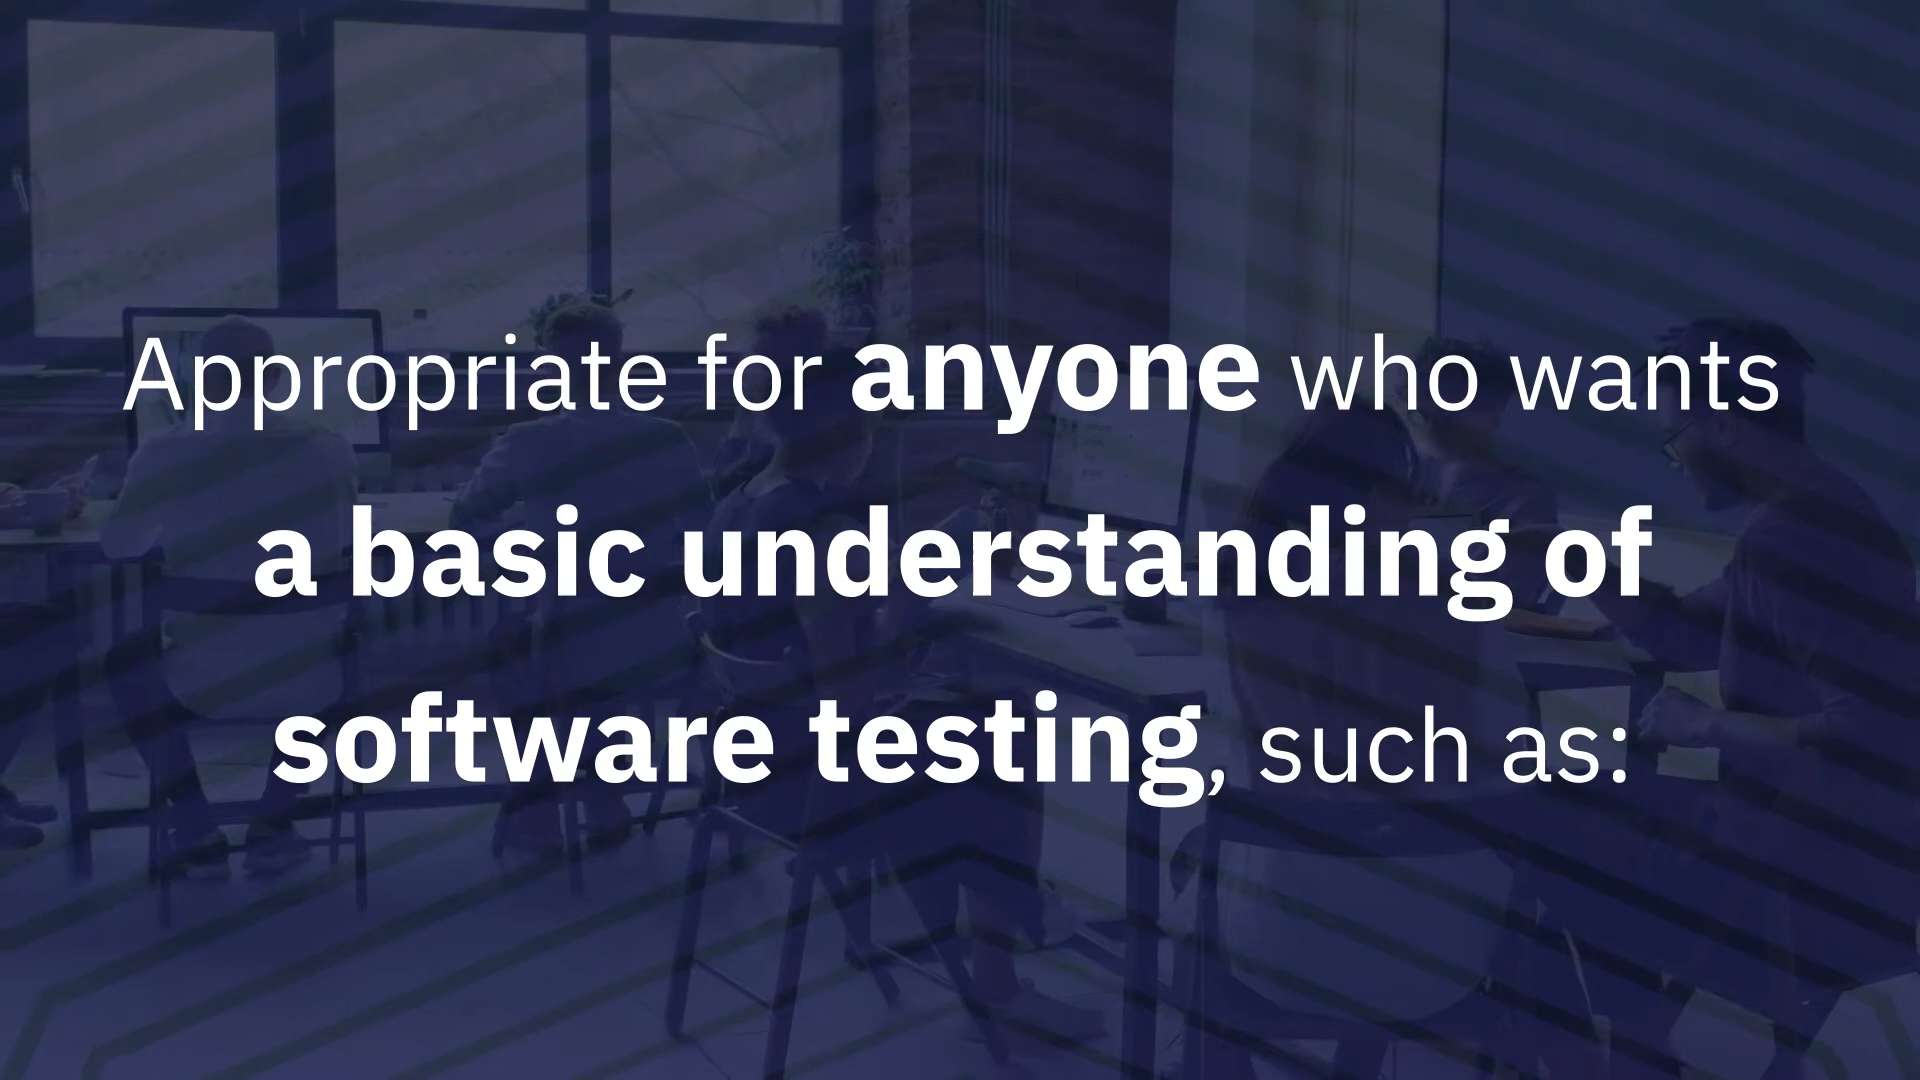 Appropriate for anyone who wants
a basic understanding of
software testing, such as: